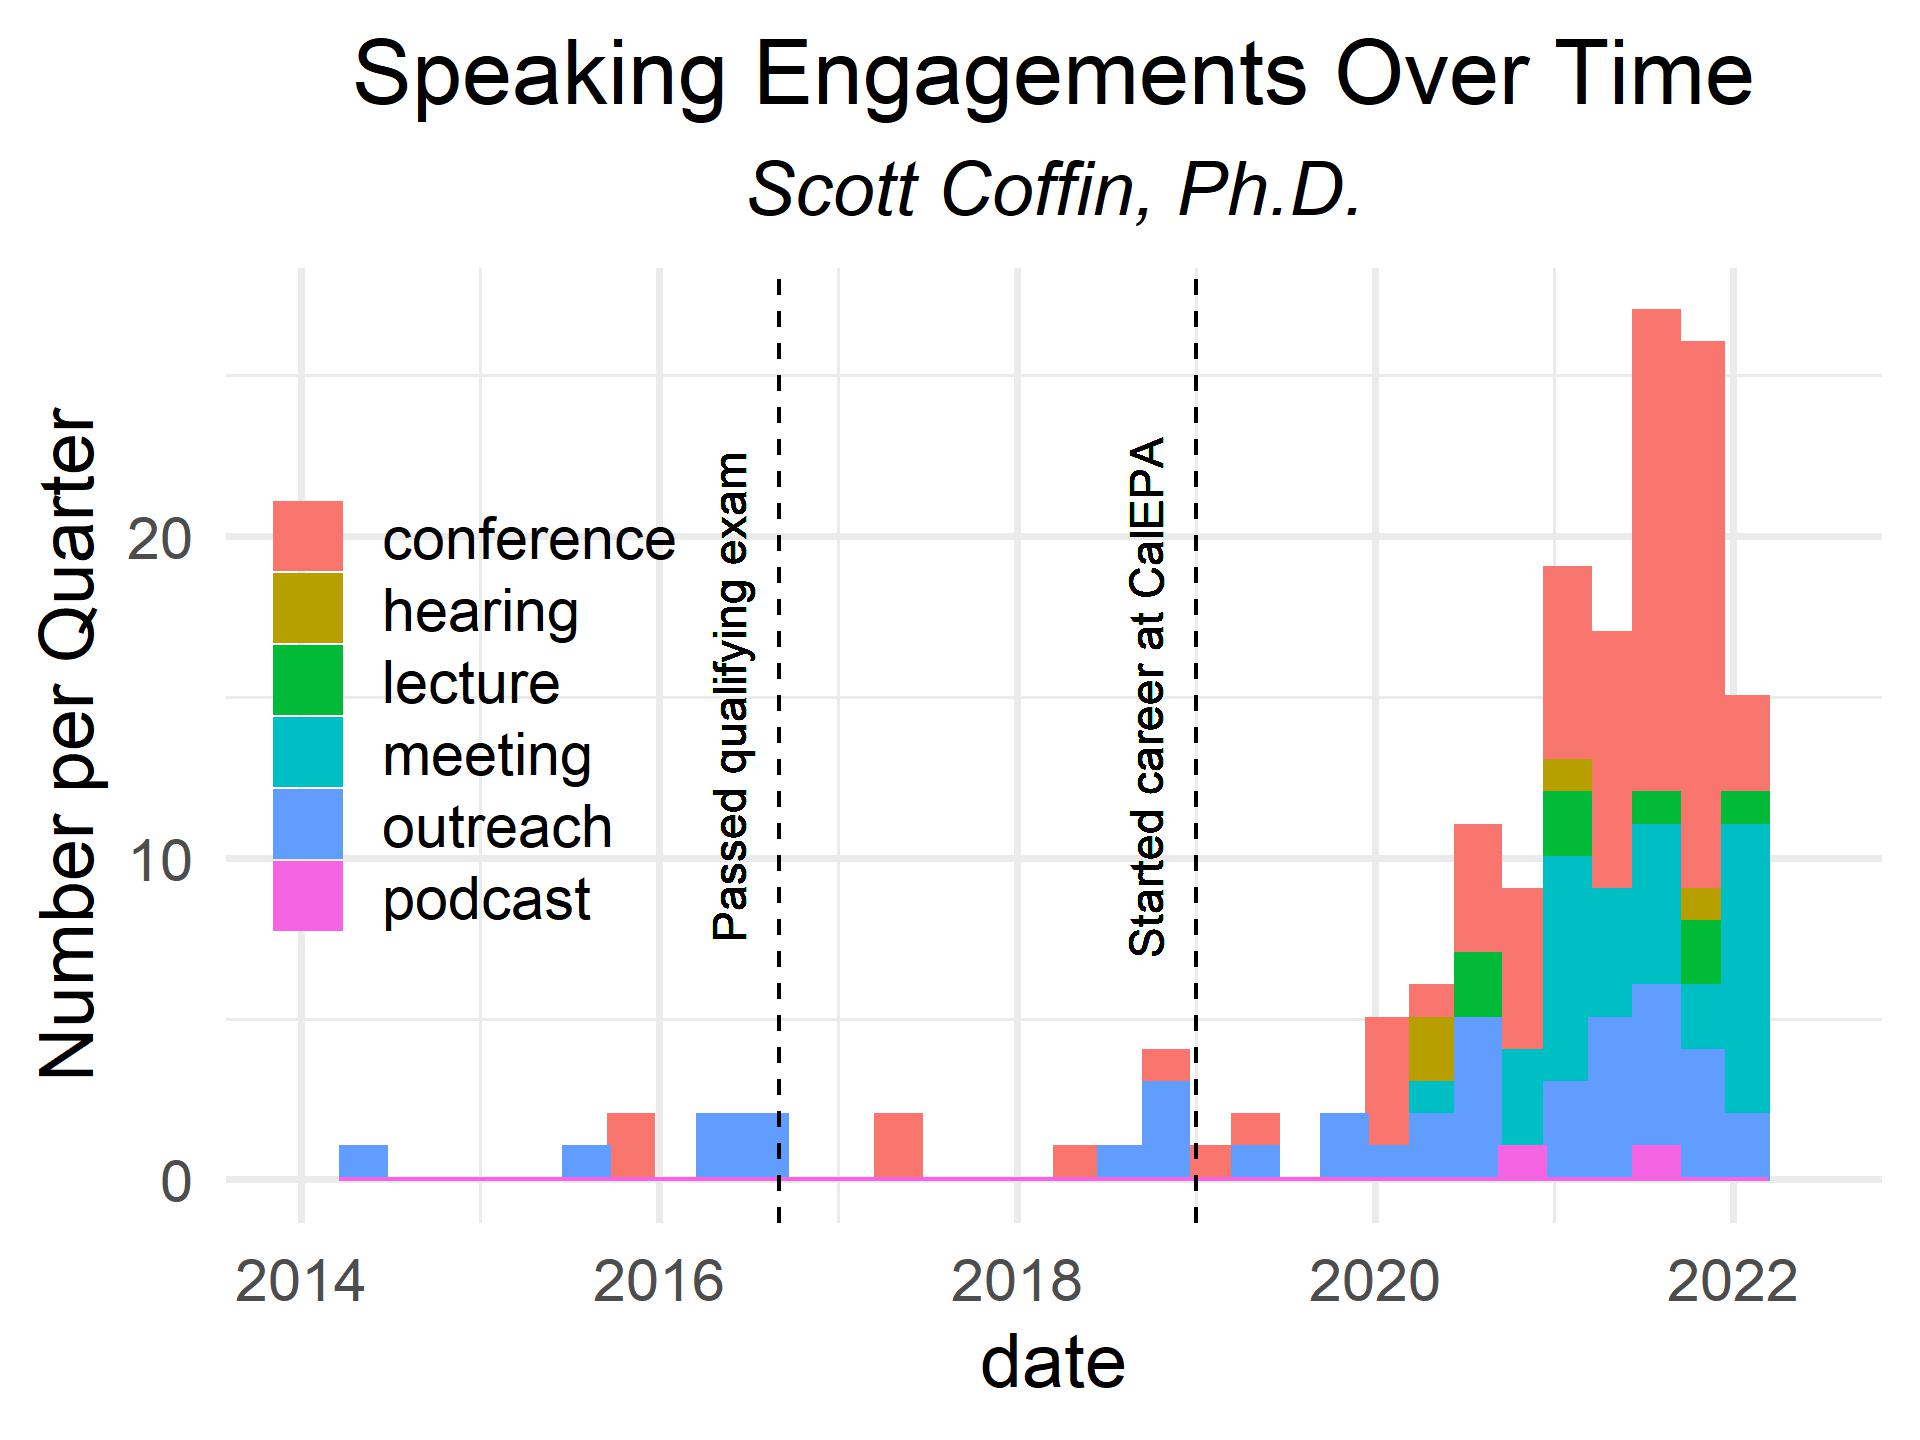 Speaking Engagements Over Time
Scott Coffin, Ph.D.
Number per Quarter
20
10
0
conference
hearing
lecture
meeting
outreach
podcast
Passed qualifying exam
Started career at CalEPA
2014
2016
2018
2020
2022
date